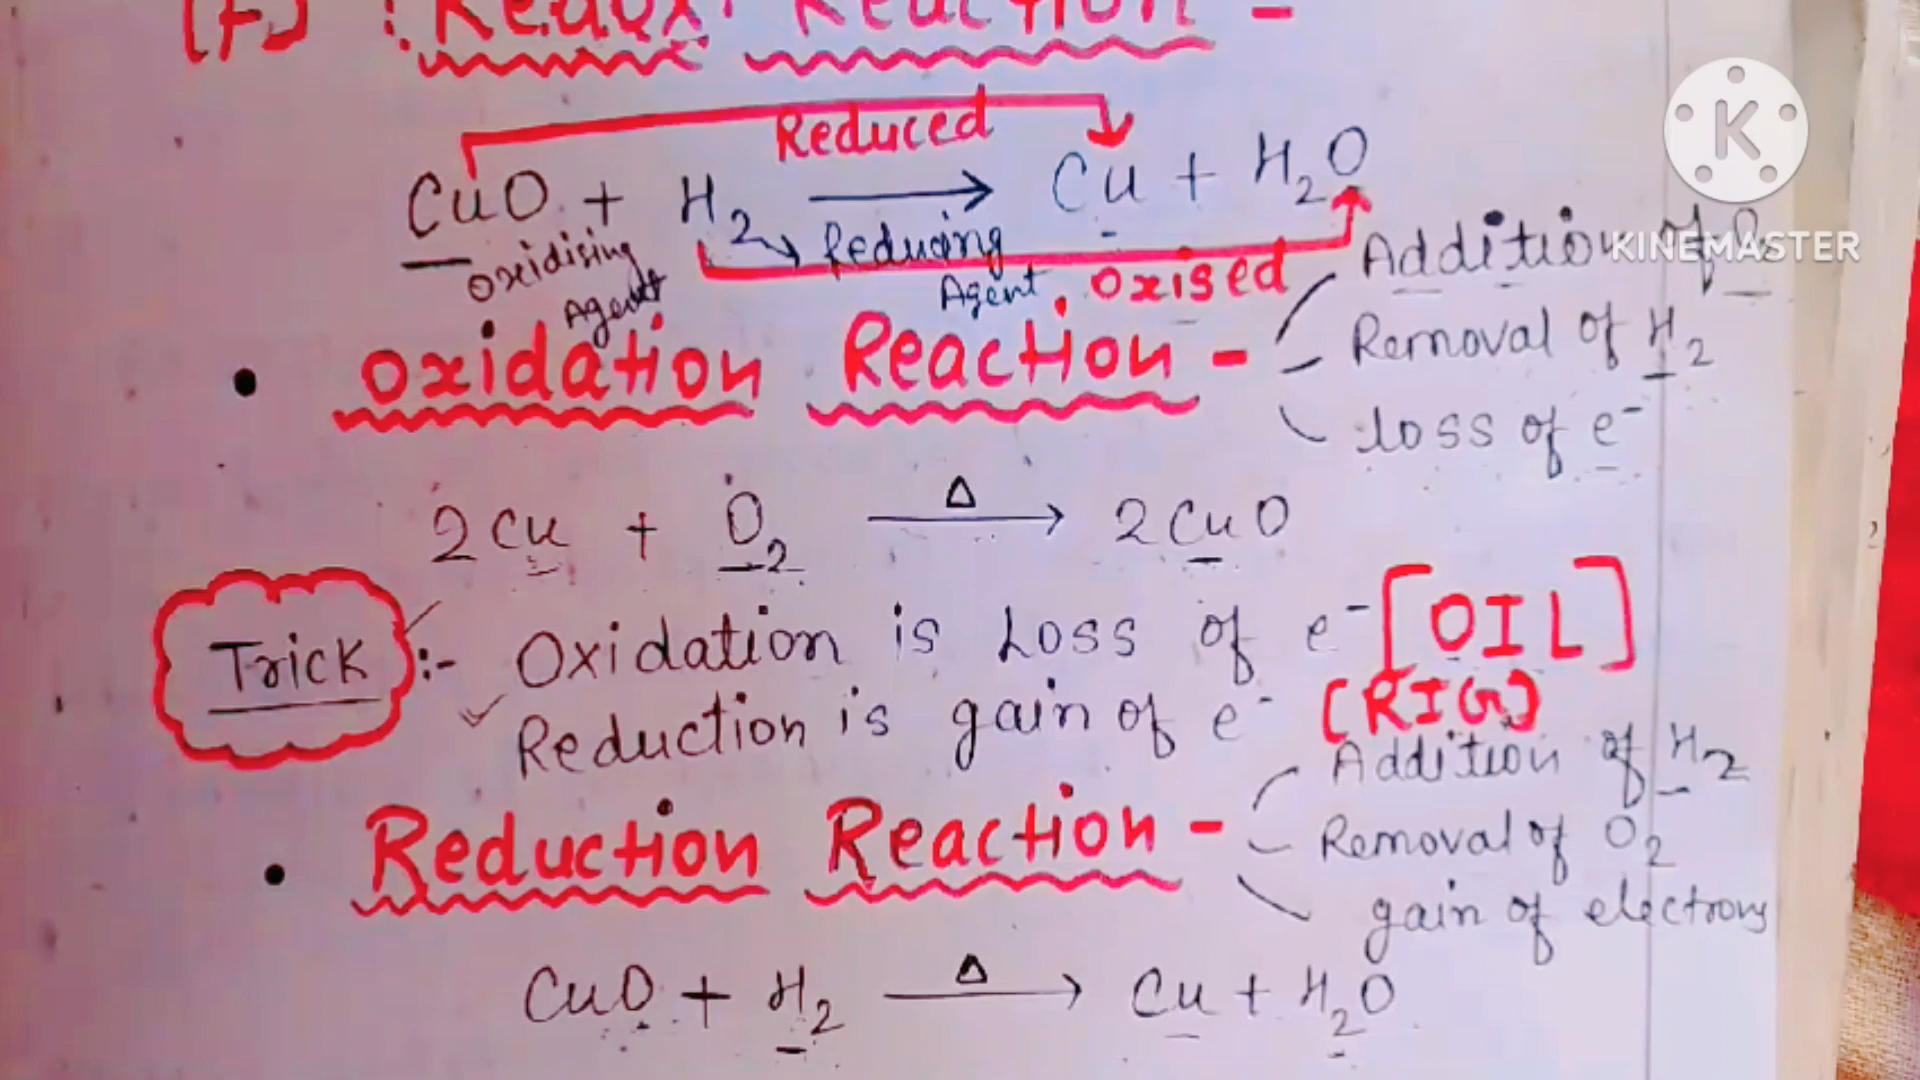 (F) Redox Reaction -
Reduced
CuO + H2 ⟶ Cu + H2O
Oxidising Agent
Reducing Agent
Oxised
• Oxidation Reaction -
Addition of O2
Removal of H2
loss of e-
2Cu + O2 —Δ→ 2CuO
Trick :- Oxidation is Loss of e- [OIL]
Reduction is gain of e- [RIG]
• Reduction Reaction -
Addition of H2
Removal of O2
gain of electrons
CuO + H2 —Δ→ Cu + H2O
K
KINEMASTER